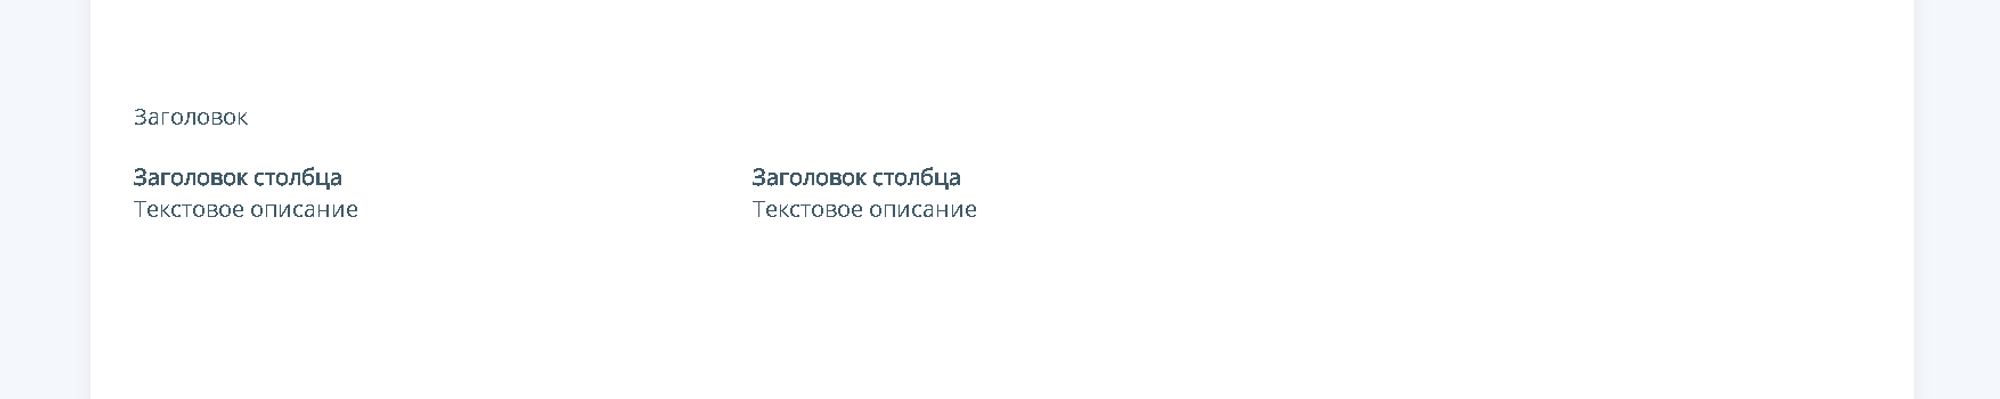 Заголовок
Заголовок столбца
Текстовое описание
Заголовок столбца
Текстовое описание